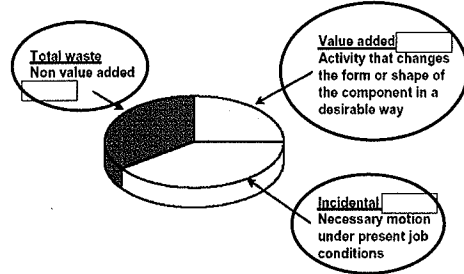 Total waste
Non value added
Value added
Activity that changes
the form or shape of
the component in a
desirable way
Incidental
Necessary motion
under present job
conditions